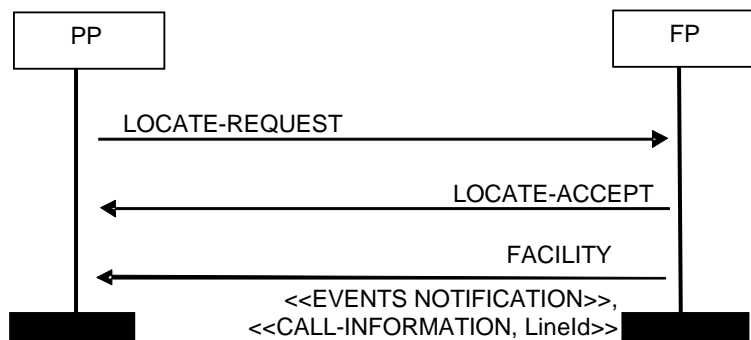 PP
FP
LOCATE-REQUEST
LOCATE-ACCEPT
FACILITY
<<EVENTS NOTIFICATION>>,
<<CALL-INFORMATION, LineId>>